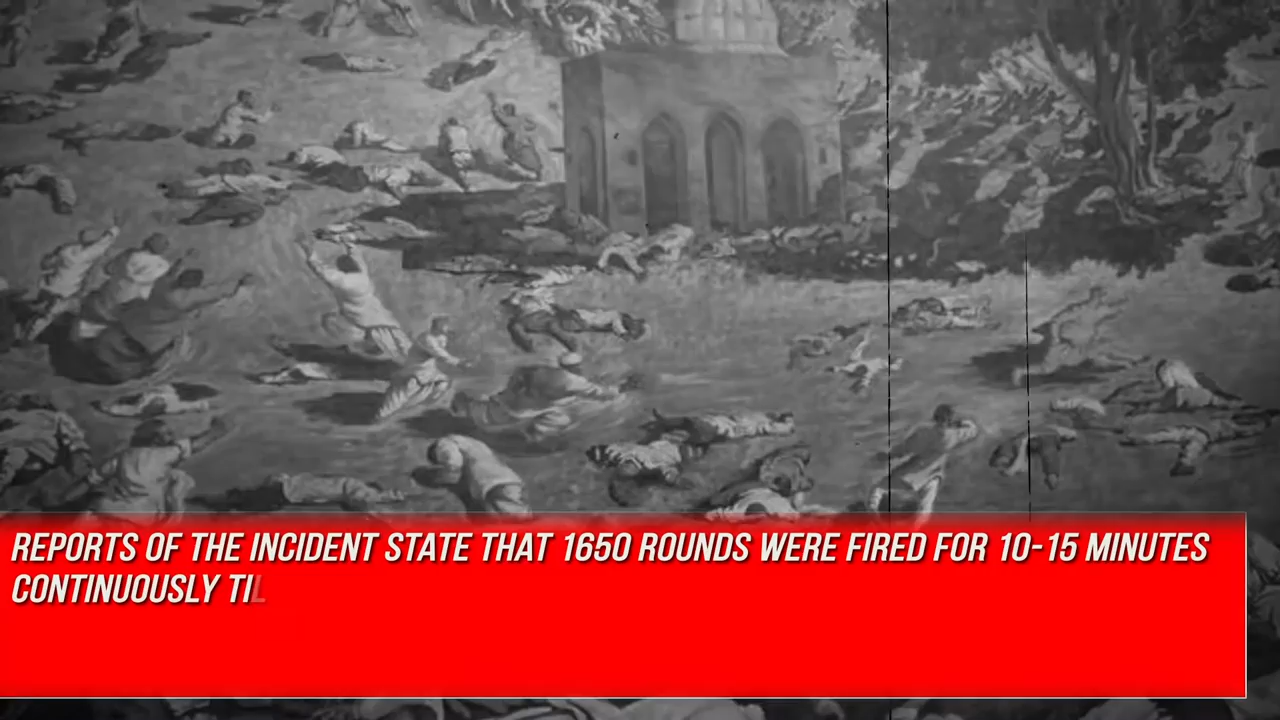 REPORTS OF THE INCIDENT STATE THAT 1650 ROUNDS WERE FIRED FOR 10-15 MINUTES
CONTINUOUSLY TIL